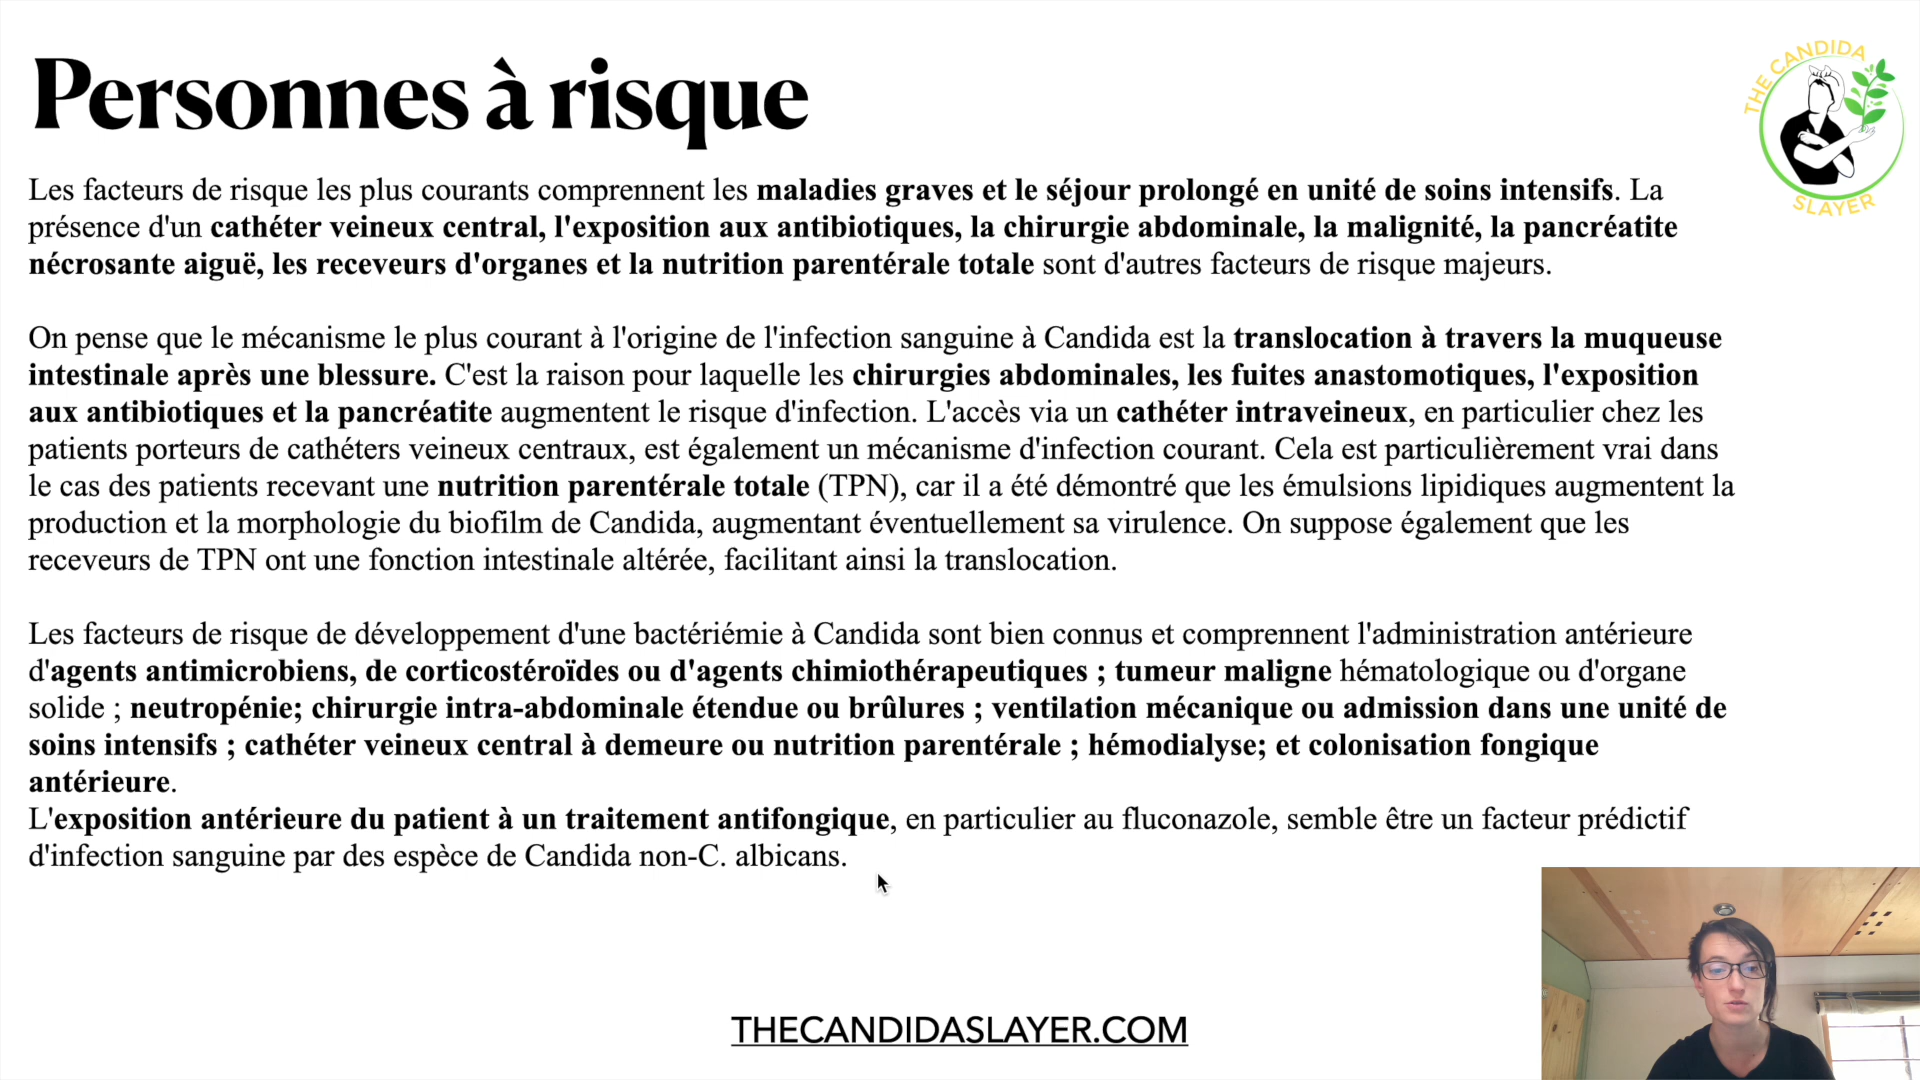 Personnes à risque
THE CANDIDA
SLAYER
Les facteurs de risque les plus courants comprennent les maladies graves et le séjour prolongé en unité de soins intensifs. La
présence d'un cathéter veineux central, l'exposition aux antibiotiques, la chirurgie abdominale, la malignité, la pancréatite
nécrosante aiguë, les receveurs d'organes et la nutrition parentérale totale sont d'autres facteurs de risque majeurs.
On pense que le mécanisme le plus courant à l'origine de l'infection sanguine à Candida est la translocation à travers la muqueuse
intestinale après une blessure. C'est la raison pour laquelle les chirurgies abdominales, les fuites anastomotiques, l'exposition
aux antibiotiques et la pancréatite augmentent le risque d'infection. L'accès via un cathéter intraveineux, en particulier chez les
patients porteurs de cathéters veineux centraux, est également un mécanisme d'infection courant. Cela est particulièrement vrai dans
le cas des patients recevant une nutrition parentérale totale (TPN), car il a été démontré que les émulsions lipidiques augmentent la
production et la morphologie du biofilm de Candida, augmentant éventuellement sa virulence. On suppose également que les
receveurs de TPN ont une fonction intestinale altérée, facilitant ainsi la translocation.
Les facteurs de risque de développement d'une bactériémie à Candida sont bien connus et comprennent l'administration antérieure
d'agents antimicrobiens, de corticostéroïdes ou d'agents chimiothérapeutiques ; tumeur maligne hématologique ou d'organe
solide ; neutropénie; chirurgie intra-abdominale étendue ou brûlures ; ventilation mécanique ou admission dans une unité de
soins intensifs ; cathéter veineux central à demeure ou nutrition parentérale ; hémodialyse; et colonisation fongique
antérieure.
L'exposition antérieure du patient à un traitement antifongique, en particulier au fluconazole, semble être un facteur prédictif
d'infection sanguine par des espèce de Candida non-C. albicans.
THECANDIDASLAYER.COM